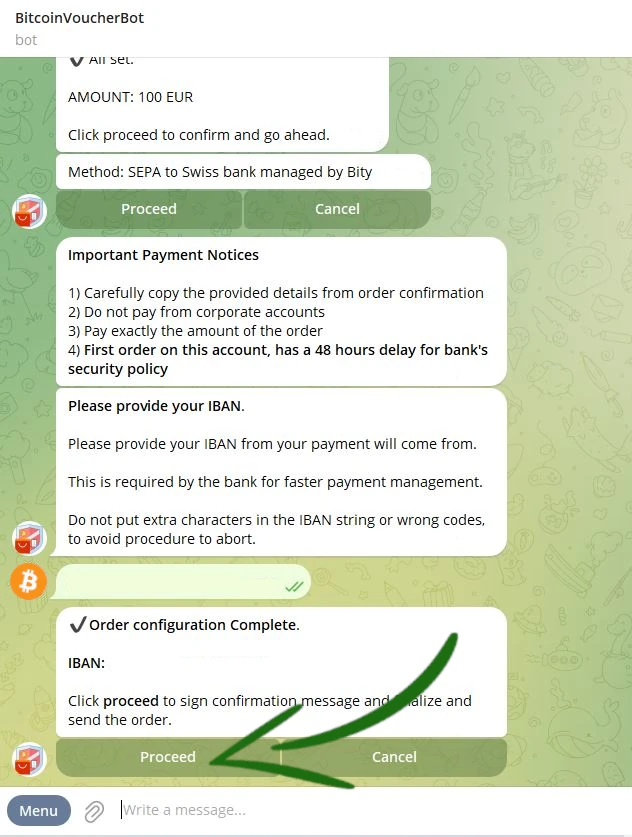 BitcoinVoucherBot
bot
✔ All set.
AMOUNT: 100 EUR
Click proceed to confirm and go ahead.
Method: SEPA to Swiss bank managed by Bity
Proceed
Cancel
Important Payment Notices
1) Carefully copy the provided details from order confirmation
2) Do not pay from corporate accounts
3) Pay exactly the amount of the order
4) First order on this account, has a 48 hours delay for bank's
security policy
Please provide your IBAN.
Please provide your IBAN from your payment will come from.
This is required by the bank for faster payment management.
Do not put extra characters in the IBAN string or wrong codes,
to avoid procedure to abort.
✔Order configuration Complete.
IBAN:
Click proceed to sign confirmation message and finalize and
send the order.
Proceed
Cancel
Menu
Write a message...